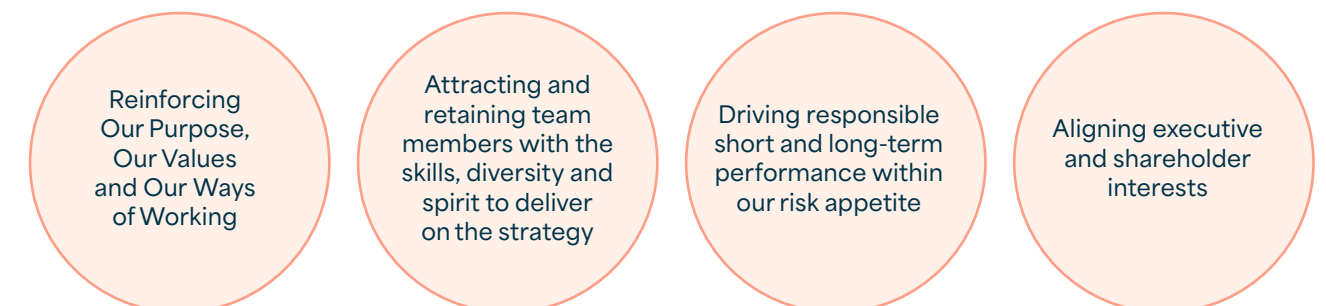 Reinforcing
Our Purpose,
Our Values
and Our Ways
of Working
Attracting and
retaining team
members with the
skills, diversity and
spirit to deliver
on the strategy
Driving responsible
short and long-term
performance within
our risk appetite
Aligning executive
and shareholder
interests